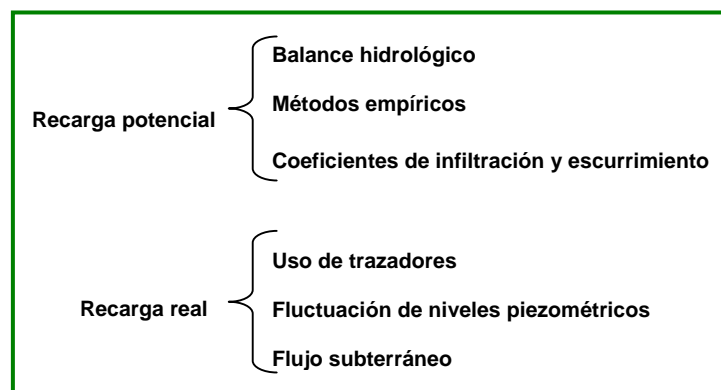 Recarga potencial
Balance hidrológico
Métodos empíricos
Coeficientes de infiltración y escurrimiento
Recarga real
Uso de trazadores
Fluctuación de niveles piezométricos
Flujo subterráneo